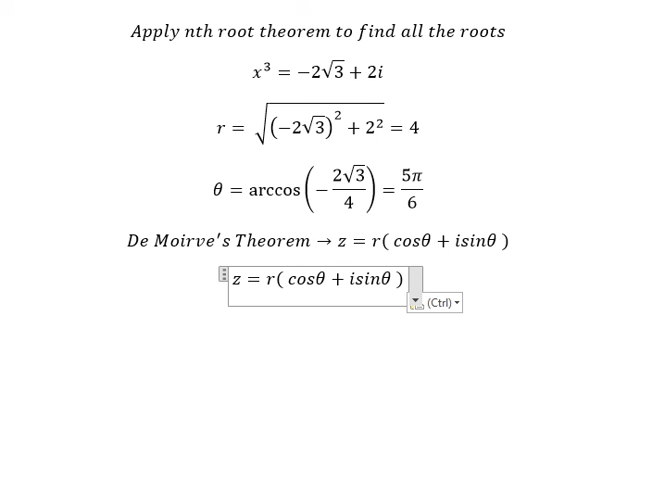 Apply nth root theorem to find all the roots
x³ = −2√3 + 2i
r = √((−2√3)² + 2²) = 4
θ = arccos(−2√3/4) = 5π/6
De Moirve's Theorem → z = r( cosθ + isinθ )
z = r( cosθ + isinθ )
(Ctrl)